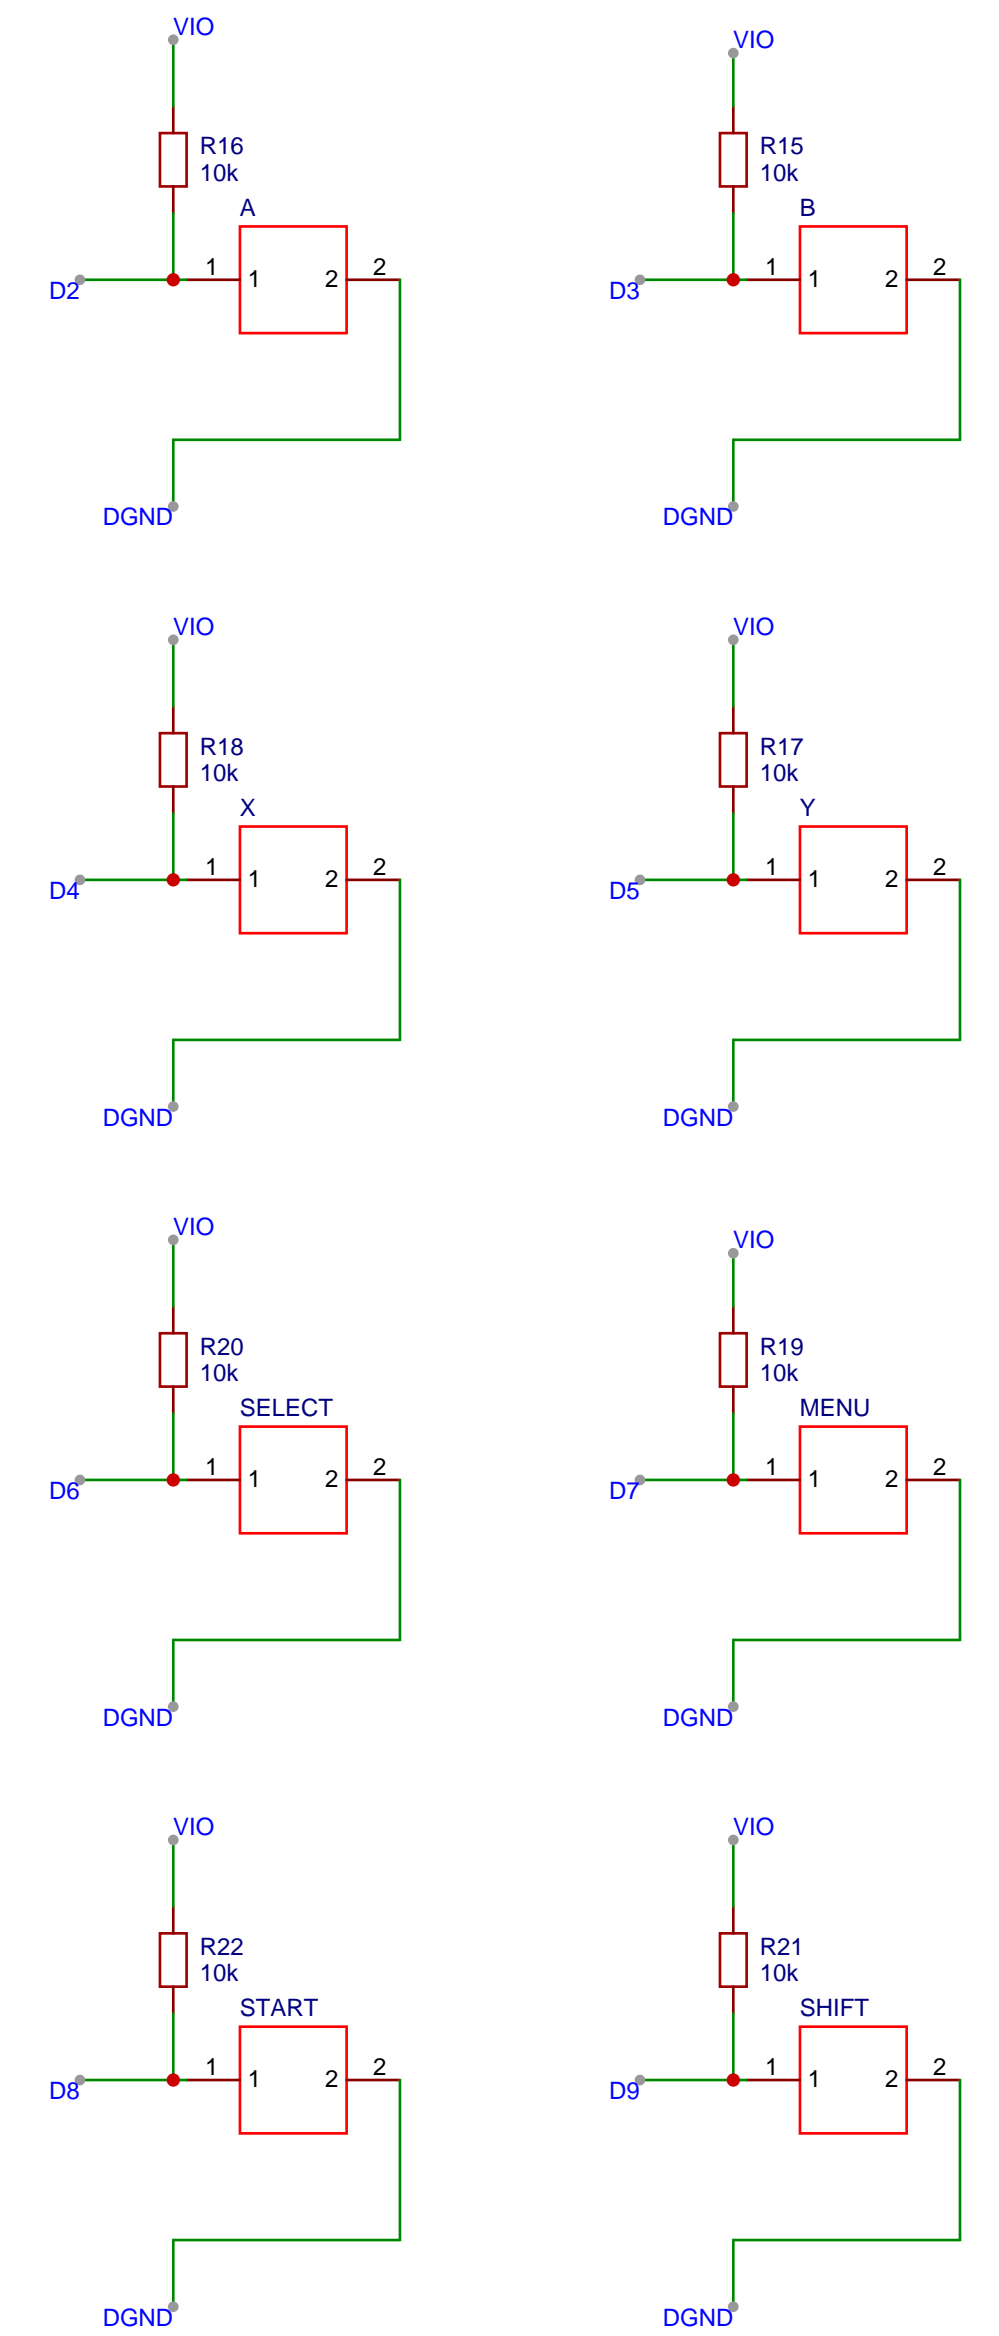 VIO
R16
10k
A
D2
1
1
2
2
DGND
VIO
R15
10k
B
D3
1
1
2
2
DGND
VIO
R18
10k
X
D4
1
1
2
2
DGND
VIO
R17
10k
Y
D5
1
1
2
2
DGND
VIO
R20
10k
SELECT
D6
1
1
2
2
DGND
VIO
R19
10k
MENU
D7
1
1
2
2
DGND
VIO
R22
10k
START
D8
1
1
2
2
DGND
VIO
R21
10k
SHIFT
D9
1
1
2
2
DGND